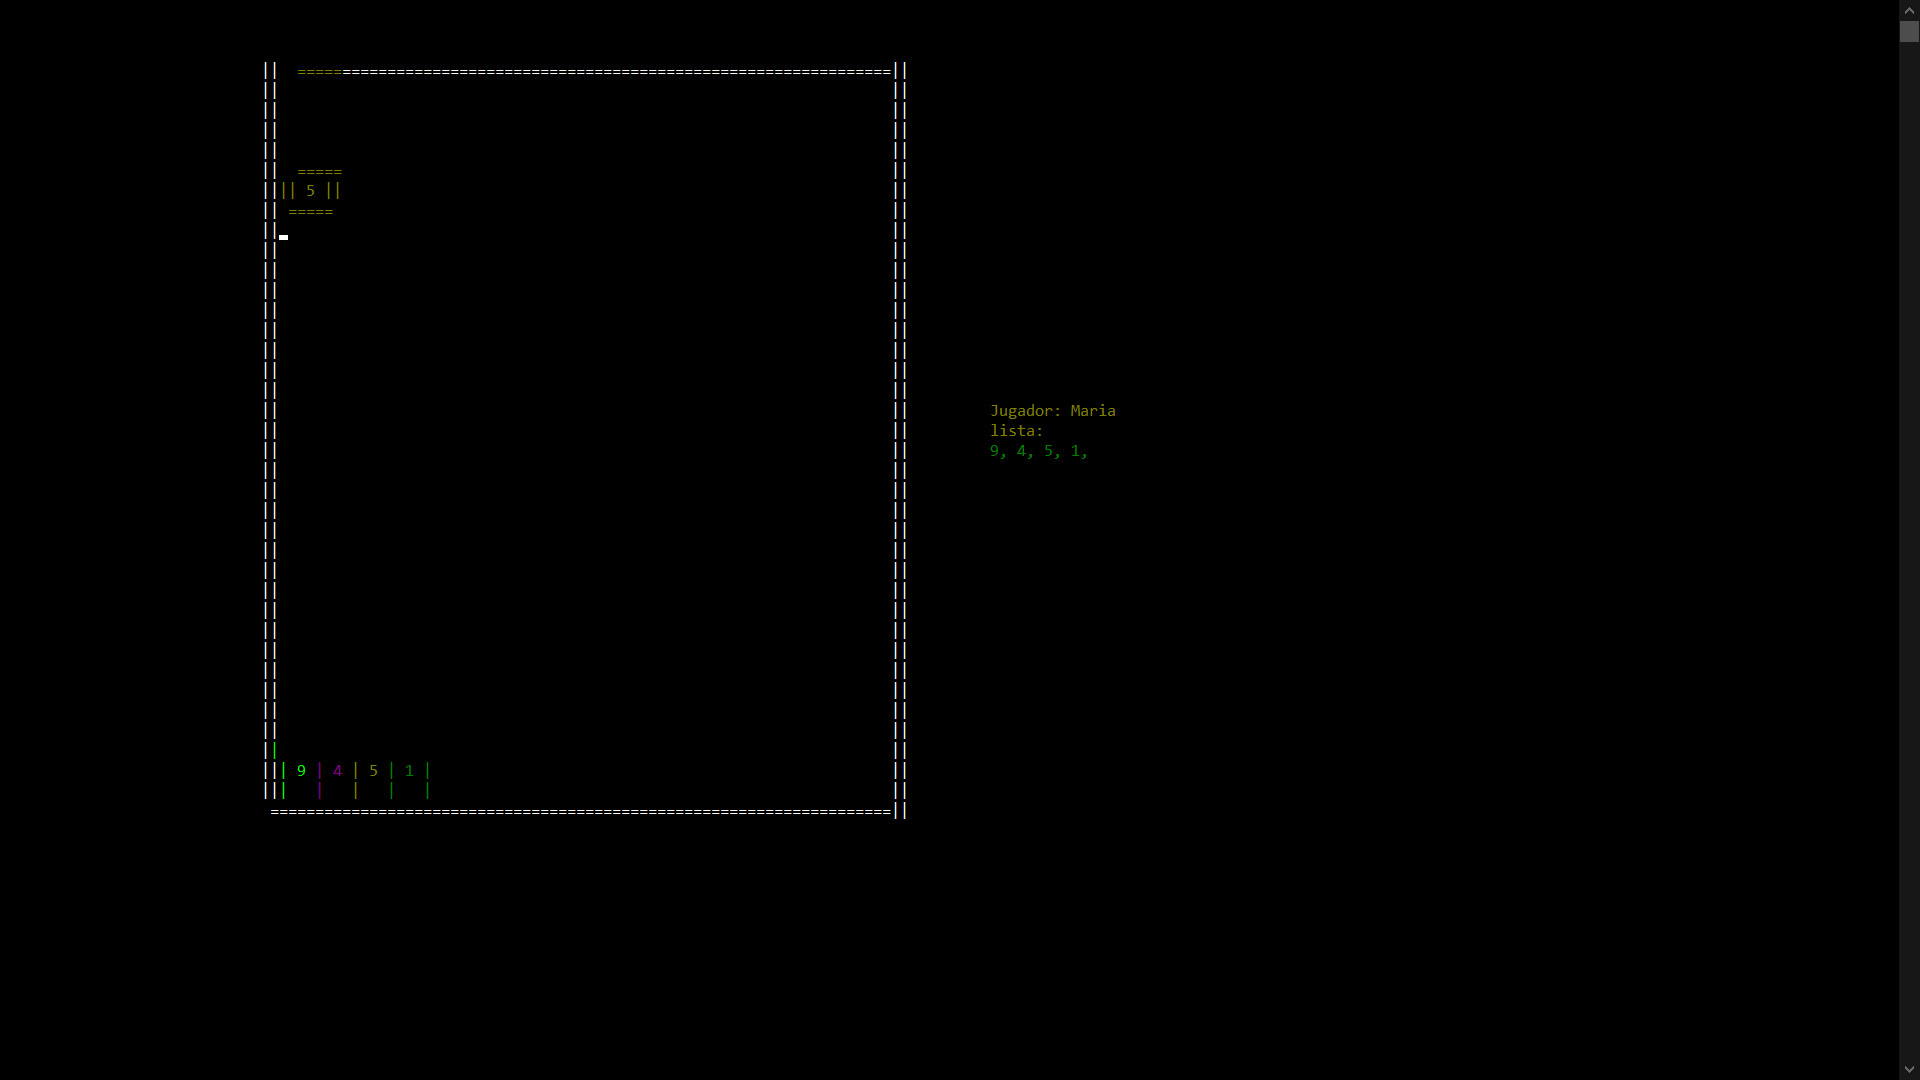 5
Jugador: Maria
lista:
9, 4, 5, 1,
| 9 | 4 | 5 | 1 |